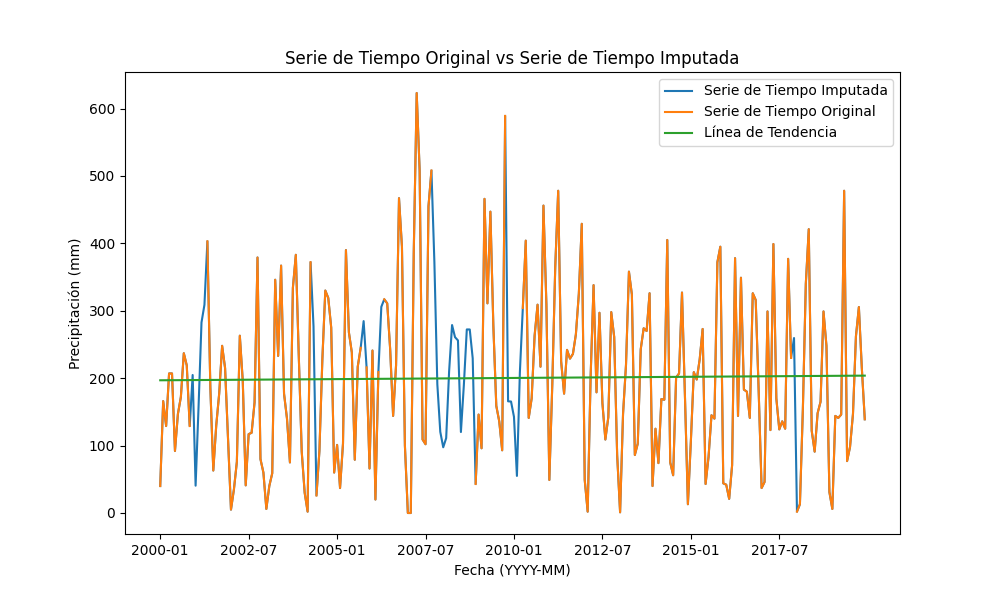 Serie de Tiempo Original vs Serie de Tiempo Imputada
Serie de Tiempo Imputada
Serie de Tiempo Original
Línea de Tendencia
Precipitación (mm)
600
500
400
300
200
100
0
2000-01 2002-07 2005-01 2007-07 2010-01 2012-07 2015-01 2017-07
Fecha (YYYY-MM)